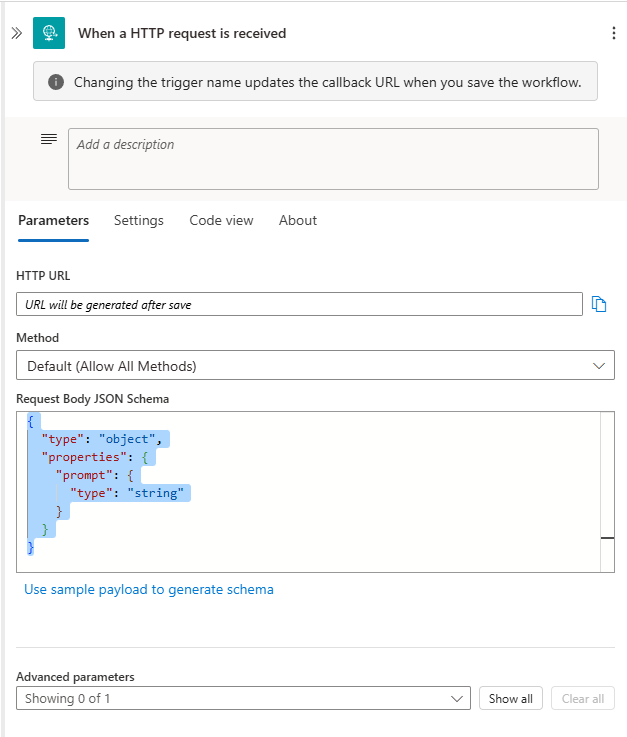 When a HTTP request is received
Changing the trigger name updates the callback URL when you save the workflow.
Add a description
Parameters Settings Code view About
HTTP URL
URL will be generated after save
Method
Default (Allow All Methods)
Request Body JSON Schema
{
  "type": "object",
  "properties": {
    "prompt": {
      "type": "string"
    }
  }
}
Use sample payload to generate schema
Advanced parameters
Showing 0 of 1 Show all Clear all